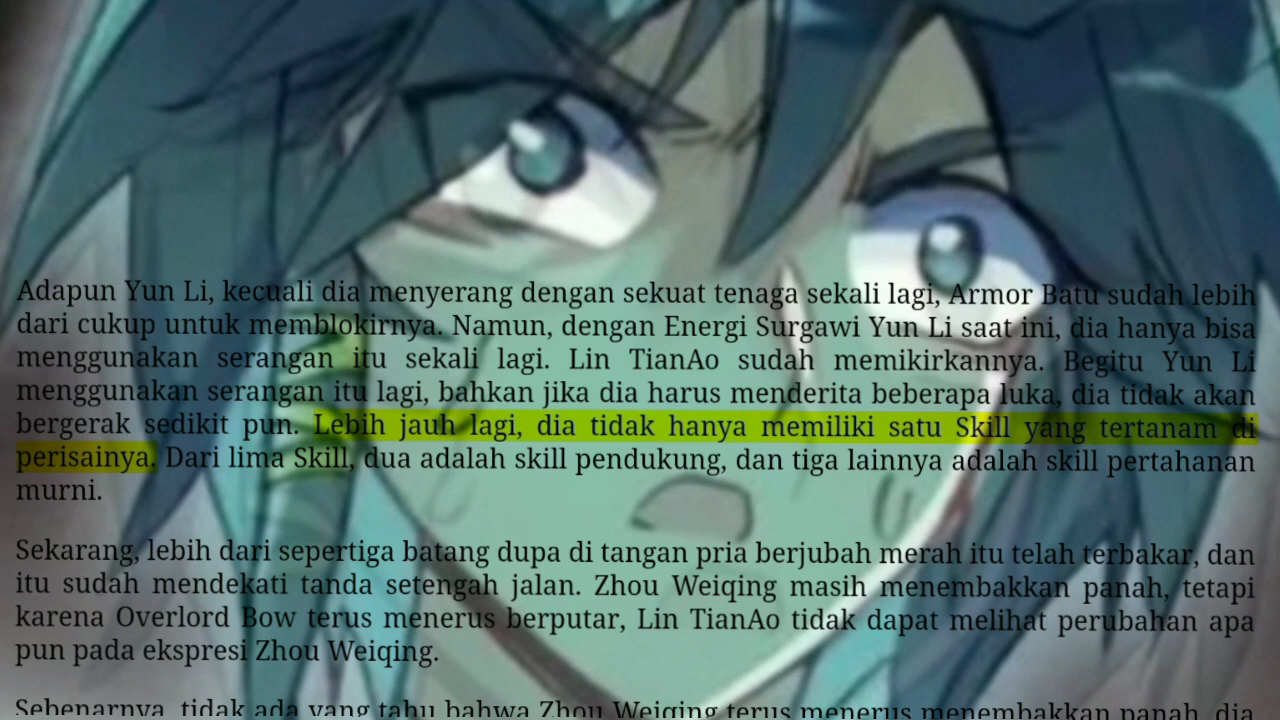 Adapun Yun Li, kecuali dia menyerang dengan sekuat tenaga sekali lagi, Armor Batu sudah lebih
dari cukup untuk memblokirnya. Namun, dengan Energi Surgawi Yun Li saat ini, dia hanya bisa
menggunakan serangan itu sekali lagi. Lin TianAo sudah memikirkannya. Begitu Yun Li
menggunakan serangan itu lagi, bahkan jika dia harus menderita beberapa luka, dia tidak akan
bergerak sedikit pun. Lebih jauh lagi, dia tidak hanya memiliki satu Skill yang tertanam di
perisainya. Dari lima Skill, dua adalah skill pendukung, dan tiga lainnya adalah skill pertahanan
murni.
Sekarang, lebih dari sepertiga batang dupa di tangan pria berjubah merah itu telah terbakar, dan
itu sudah mendekati tanda setengah jalan. Zhou Weiqing masih menembakkan panah, tetapi
karena Overlord Bow terus menerus berputar, Lin TianAo tidak dapat melihat perubahan apa
pun pada ekspresi Zhou Weiqing.
Sebenarnya, tidak ada yang tahu bahwa Zhou Weiqing terus menerus menembakkan panah, dia